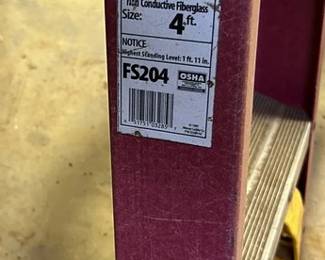 Non Conductive Fiberglass
Size: 4 ft.
NOTICE
Highest Standing Level: 1 ft. 11 in.
FS204
OSHA